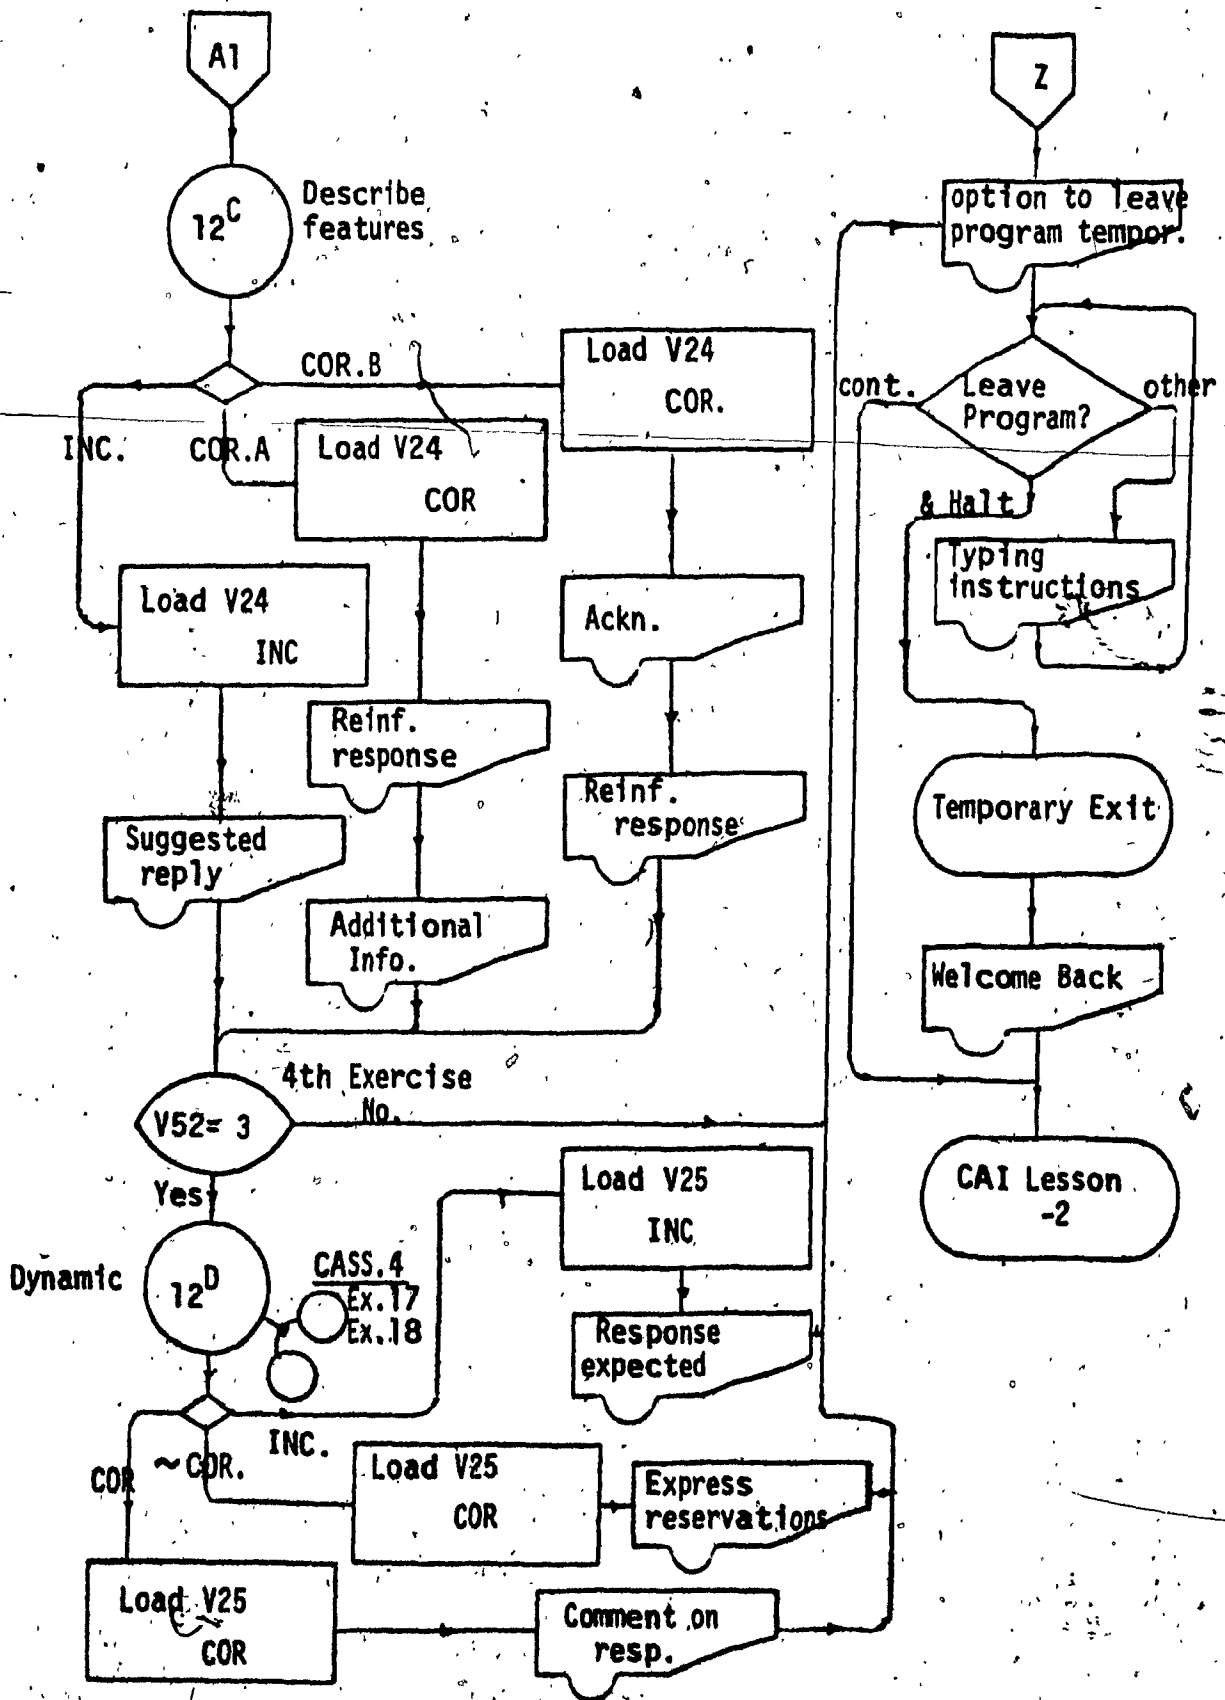 A1
Z
12C
Describe
features
option to leave
program tempor.
COR.B
INC.
COR.A
Load V24
COR
Load V24
COR.
cont.
Leave
Program?
other
& Halt
Typing
instructions
Load V24
INC
Ackn.
Reinf.
response
Reinf.
response
Suggested
reply
Additional
Info.
Temporary Exit
Welcome Back
4th Exercise
No.
V52= 3
Yes
Dynamic
12D
CASS.4
Ex.17
Ex.18
Load V25
INC
Response
expected
CAI Lesson
-2
INC.
COR
~COR.
Load V25
COR
Express
reservations
Load V25
COR
Comment on
resp.